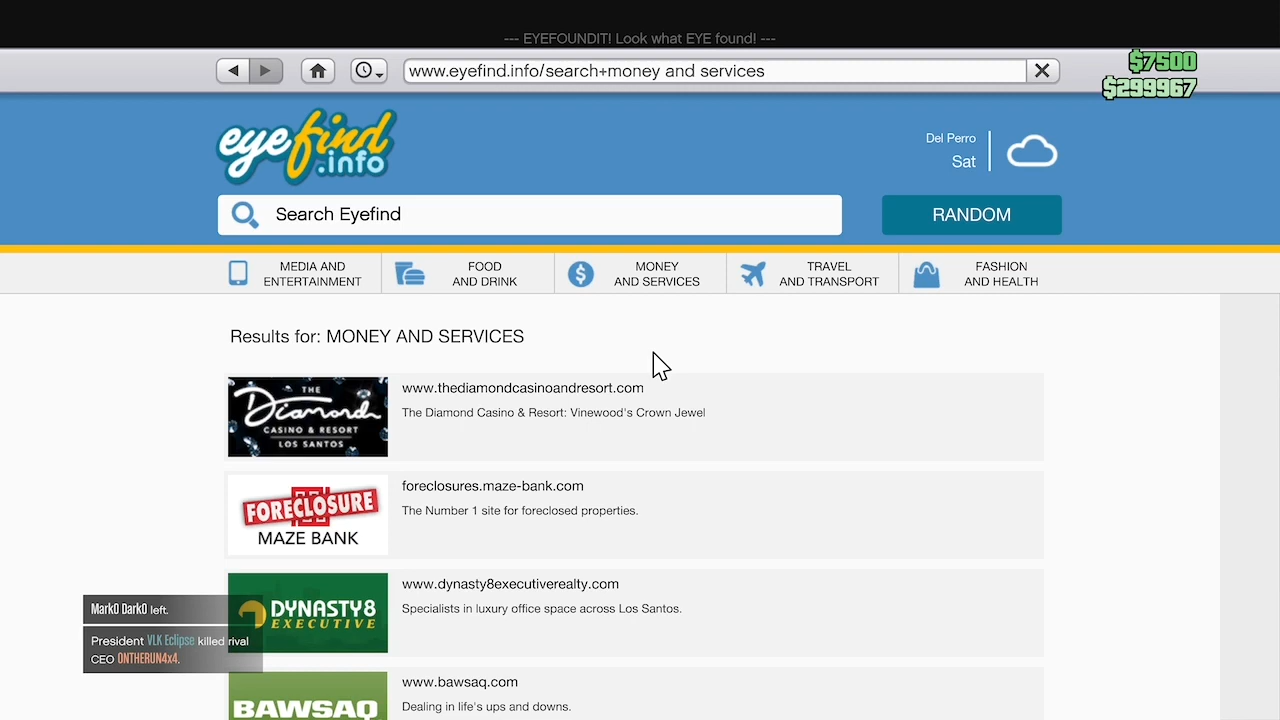 --- EYEFOUNDIT! Look what EYE found! ---
www.eyefind.info/search+money and services
$7500
$299967
eyefind
.info
Del Perro
Sat
Search Eyefind
RANDOM
MEDIA AND
ENTERTAINMENT
FOOD
AND DRINK
MONEY
AND SERVICES
TRAVEL
AND TRANSPORT
FASHION
AND HEALTH
Results for: MONEY AND SERVICES
THE
Diamond
CASINO & RESORT
LOS SANTOS
www.thediamondcasinoandresort.com
The Diamond Casino & Resort: Vinewood's Crown Jewel
FORECLOSURE
MAZE BANK
foreclosures.maze-bank.com
The Number 1 site for foreclosed properties.
DYNASTY8
EXECUTIVE
www.dynasty8executiverealty.com
Specialists in luxury office space across Los Santos.
MarkO DarkO left.
President VLK Eclipse killed rival
CEO ONTHERUN4x4.
BAWSAQ
www.bawsaq.com
Dealing in life's ups and downs.